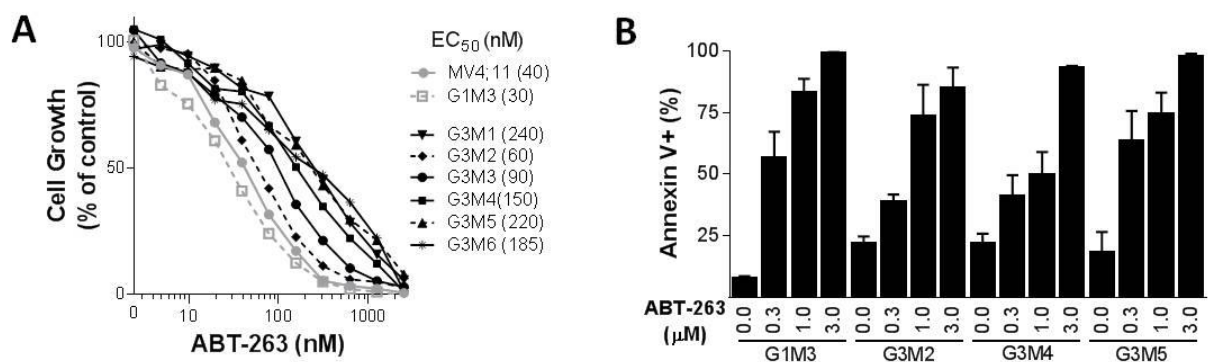 A
Cell Growth
(% of control)
100
50
0
0 10 100 1000
ABT-263 (nM)
EC50 (nM)
MV4;11 (40)
G1M3 (30)
G3M1 (240)
G3M2 (60)
G3M3 (90)
G3M4(150)
G3M5 (220)
G3M6 (185)
B
Annexin V+ (%)
100
75
50
25
ABT-263
(μM)
0.0 0.3 1.0 3.0 0.0 0.3 1.0 3.0 0.0 0.3 1.0 3.0 0.0 0.3 1.0 3.0
G1M3 G3M2 G3M4 G3M5